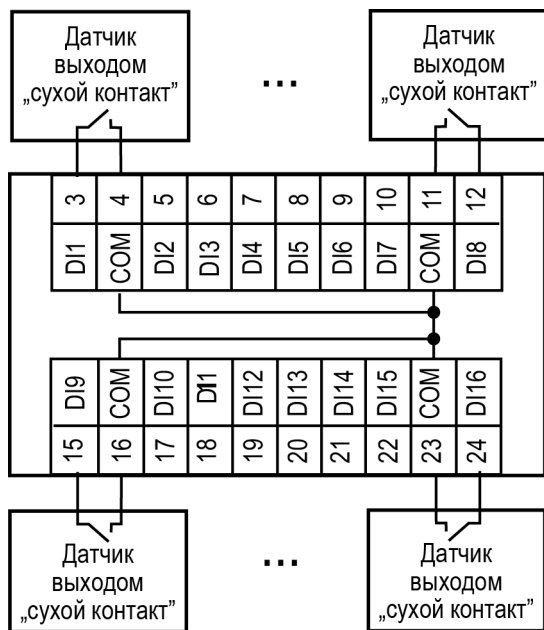 Датчик
выходом
„сухой контакт”
...
Датчик
выходом
„сухой контакт”
3 4 5 6 7 8 9 10 11 12
DI1 COM DI2 DI3 DI4 DI5 DI6 DI7 COM DI8
DI9 COM DI10 DI11 DI12 DI13 DI14 DI15 COM DI16
15 16 17 18 19 20 21 22 23 24
Датчик
выходом
„сухой контакт”
...
Датчик
выходом
„сухой контакт”